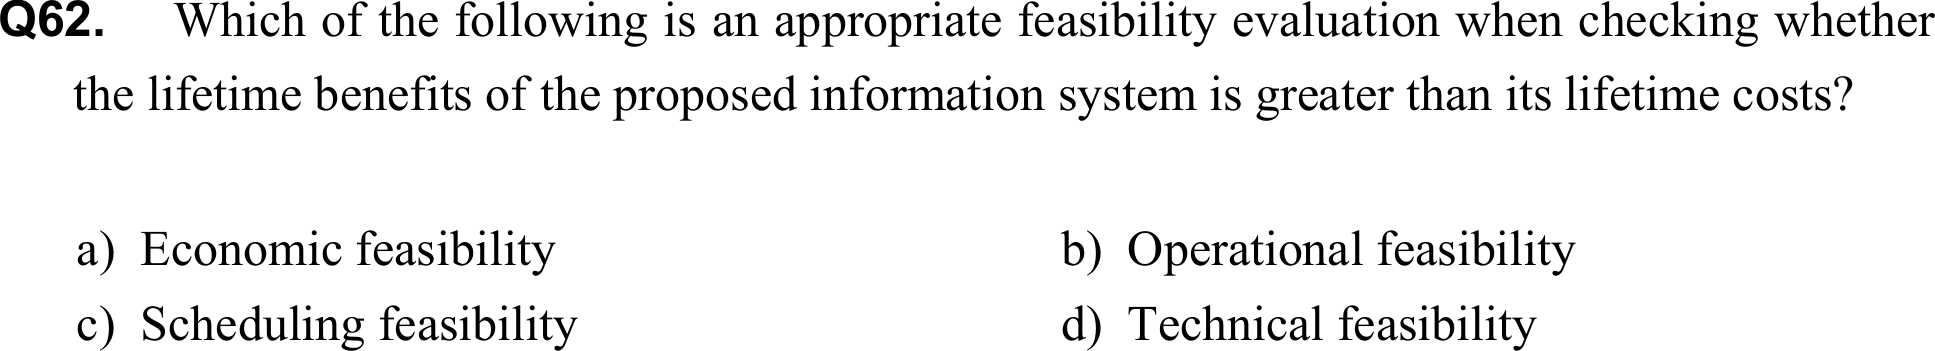 Q62. Which of the following is an appropriate feasibility evaluation when checking whether
the lifetime benefits of the proposed information system is greater than its lifetime costs?
a) Economic feasibility b) Operational feasibility
c) Scheduling feasibility d) Technical feasibility